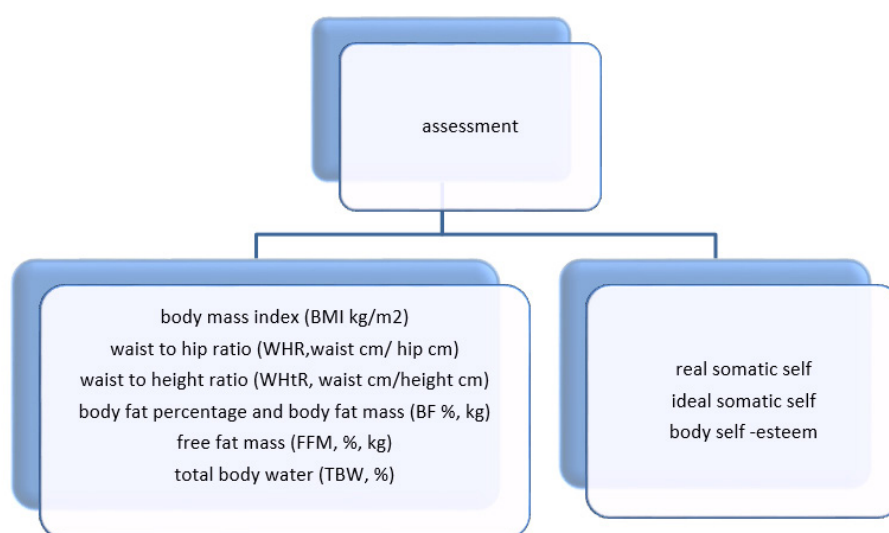 assessment
body mass index (BMI kg/m2)
waist to hip ratio (WHR,waist cm/ hip cm)
waist to height ratio (WHtR, waist cm/height cm)
body fat percentage and body fat mass (BF %, kg)
free fat mass (FFM, %, kg)
total body water (TBW, %)
real somatic self
ideal somatic self
body self -esteem